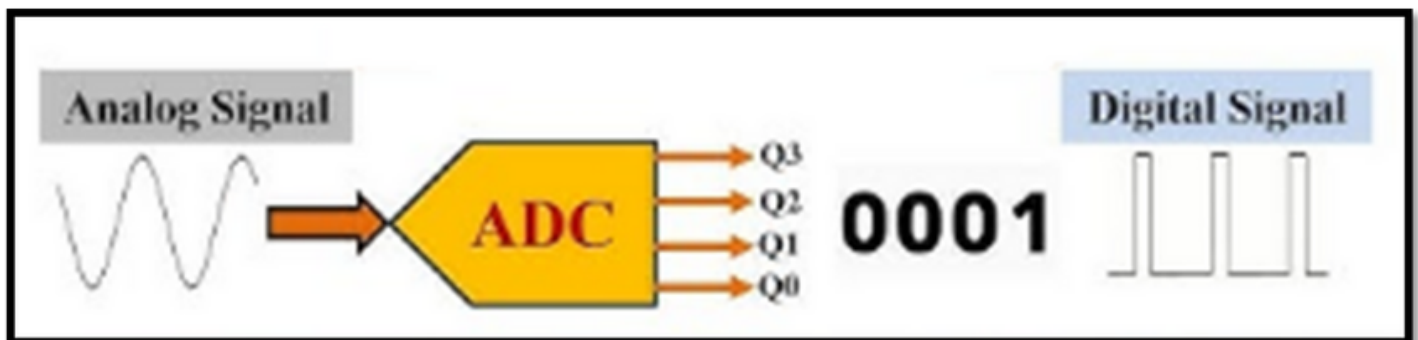 Analog Signal
ADC
Q3
Q2
Q1
Q0
0001
Digital Signal